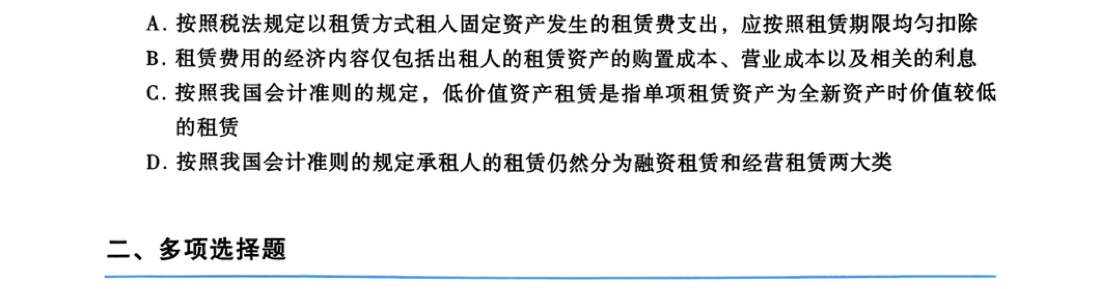 A. 按照税法规定以租赁方式租入固定资产发生的租赁费支出，应按照租赁期限均匀扣除
B. 租赁费用的经济内容仅包括出租人的租赁资产的购置成本、营业成本以及相关的利息
C. 按照我国会计准则的规定，低价值资产租赁是指单项租赁资产为全新资产时价值较低
的租赁
D. 按照我国会计准则的规定承租人的租赁仍然分为融资租赁和经营租赁两大类
二、多项选择题